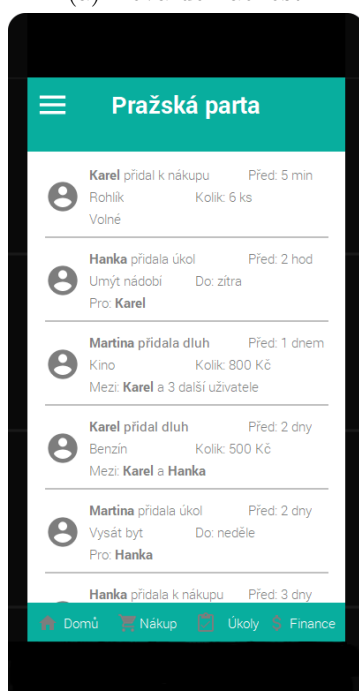 Pražská parta
Karel přidal k nákupu Před: 5 min
Rohlík Kolik: 6 ks
Volné
Hanka přidala úkol Před: 2 hod
Umýt nádobi Do: zítra
Pro: Karel
Martina přidala dluh Před: 1 dnem
Kino Kolik: 800 Kč
Mezi: Karel a 3 další uživatele
Karel přidal dluh Před: 2 dny
Benzín Kolik: 500 Kč
Mezi: Karel a Hanka
Martina přidala úkol Před: 2 dny
Vysát byt Do: neděle
Pro: Hanka
Hanka přidala k nákupu Před: 3 dny
Domů Nákup Úkoly Finance